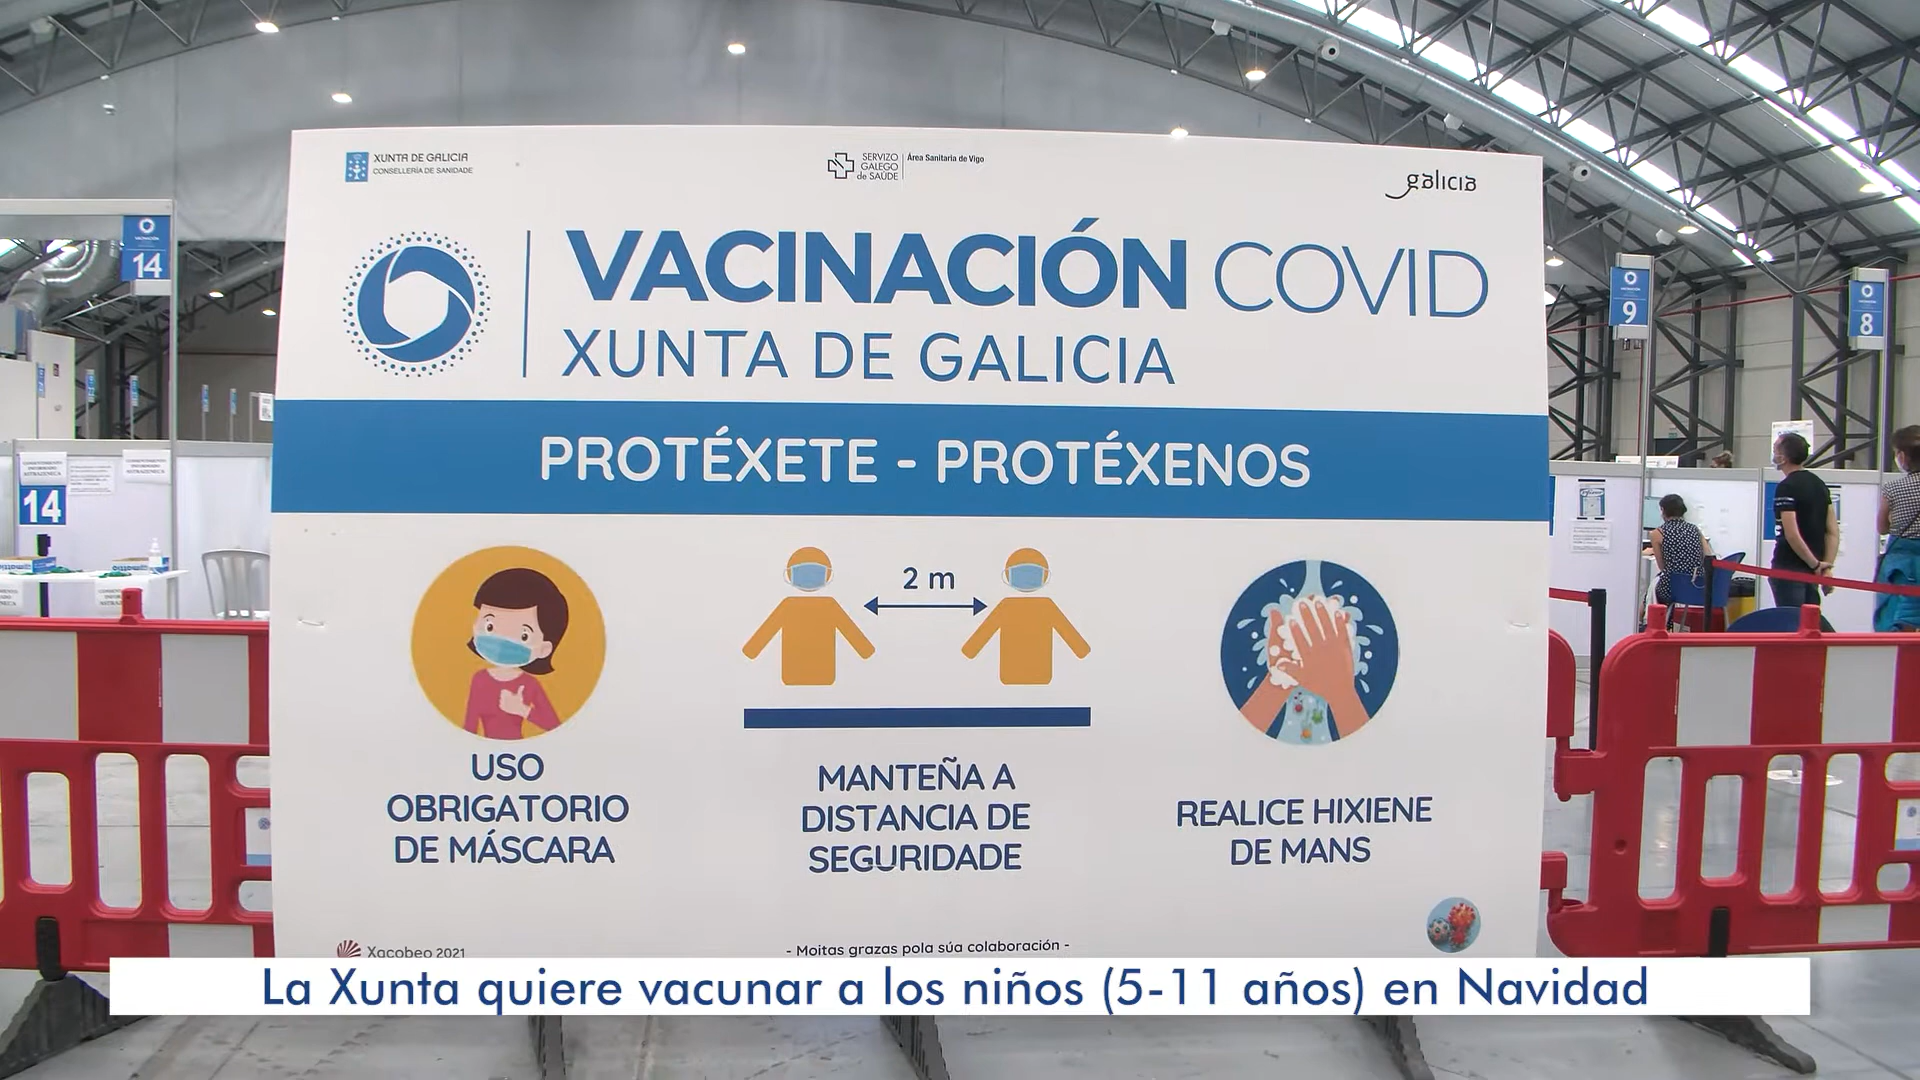 XUNTA DE GALICIA
CONSELLERÍA DE SANIDADE
SERVIZO
GALEGO
de SAÚDE
Área Sanitaria de Vigo
galicia
14
VACINACIÓN COVID
XUNTA DE GALICIA
9
8
PROTÉXETE - PROTÉXENOS
14
2 m
USO
OBRIGATORIO
DE MÁSCARA
MANTEÑA A
DISTANCIA DE
SEGURIDADE
REALICE HIXIENE
DE MANS
Xacobeo 2021
- Moitas grazas pola súa colaboración -
La Xunta quiere vacunar a los niños (5-11 años) en Navidad